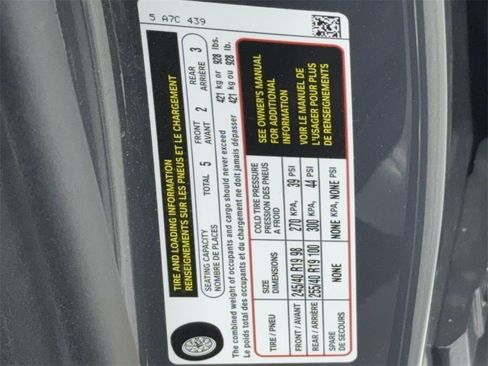 5 A7C 439
TIRE AND LOADING INFORMATION
RENSEIGNEMENTS SUR LES PNEUS ET LE CHARGEMENT
SEATING CAPACITY TOTAL 5 FRONT 2 REAR 3
NOMBRE DE PLACES AVANT ARRIÈRE
The combined weight of occupants and cargo should never exceed 421 kg or 928 lbs.
Le poids total des occupants et du chargement ne doit jamais dépasser 421 kg ou 928 lb.
TIRE / PNEU SIZE COLD TIRE PRESSURE
DIMENSIONS PRESSION DES PNEUS
A FROID
FRONT / AVANT 245/40 R19 98 270 KPA, 39 PSI
REAR / ARRIÈRE 255/40 R19 100 300 KPA, 44 PSI
SPARE NONE NONE KPA, NONE PSI
DE SECOURS
SEE OWNER'S MANUAL
FOR ADDITIONAL
INFORMATION
VOIR LE MANUEL DE
L'USAGER POUR PLUS
DE RENSEIGNEMENTS